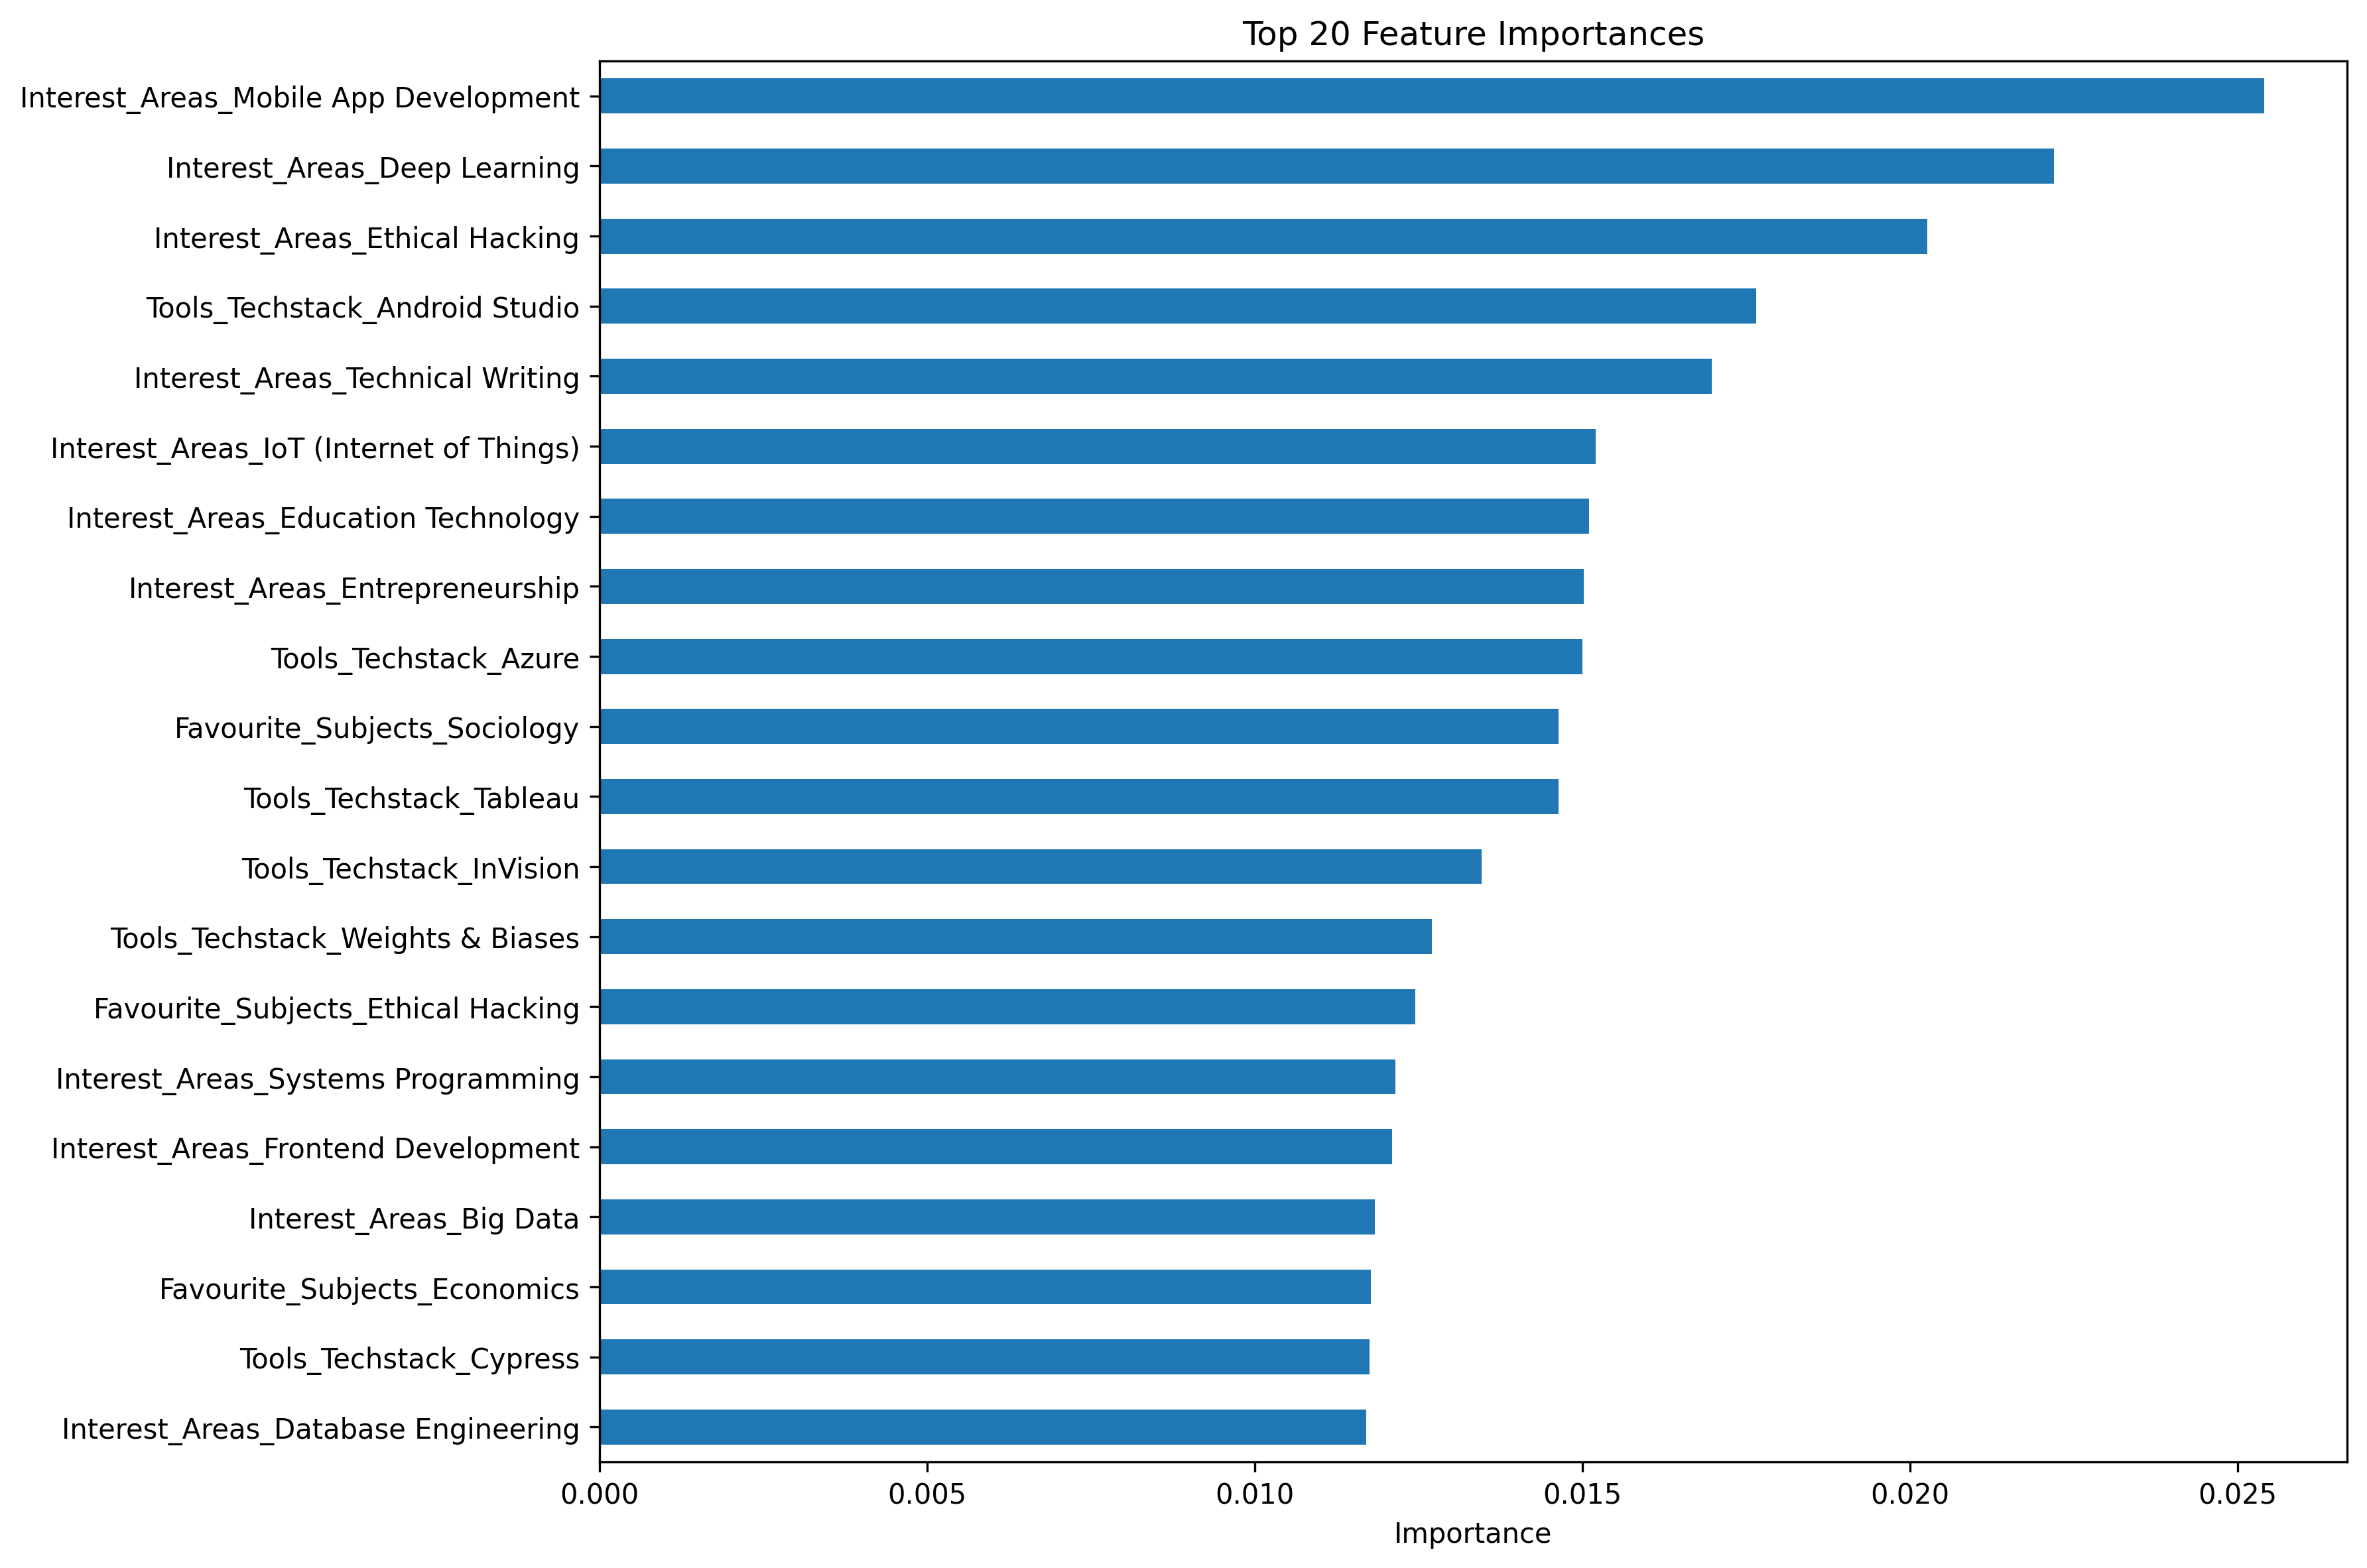 Top 20 Feature Importances
Interest_Areas_Mobile App Development
Interest_Areas_Deep Learning
Interest_Areas_Ethical Hacking
Tools_Techstack_Android Studio
Interest_Areas_Technical Writing
Interest_Areas_IoT (Internet of Things)
Interest_Areas_Education Technology
Interest_Areas_Entrepreneurship
Tools_Techstack_Azure
Favourite_Subjects_Sociology
Tools_Techstack_Tableau
Tools_Techstack_InVision
Tools_Techstack_Weights & Biases
Favourite_Subjects_Ethical Hacking
Interest_Areas_Systems Programming
Interest_Areas_Frontend Development
Interest_Areas_Big Data
Favourite_Subjects_Economics
Tools_Techstack_Cypress
Interest_Areas_Database Engineering
0.000 0.005 0.010 0.015 0.020 0.025
Importance